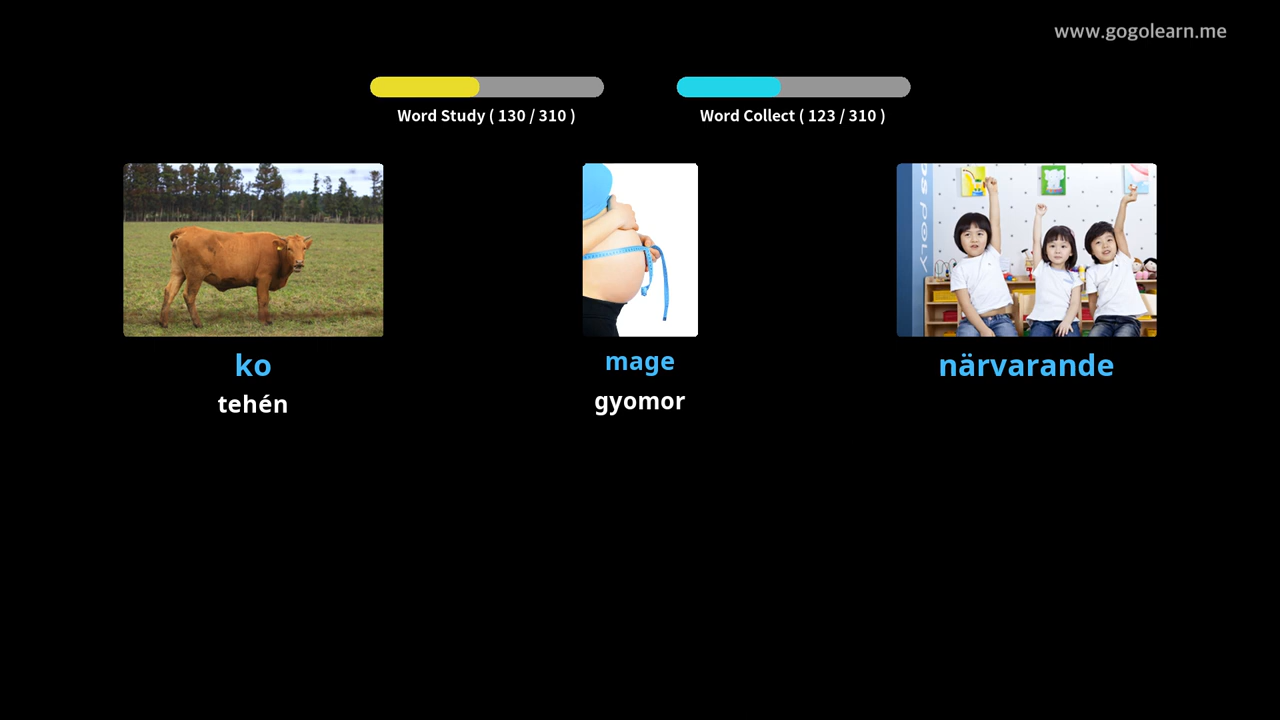 www.gogolearn.me
Word Study ( 130 / 310 )
Word Collect ( 123 / 310 )
ko
tehén
mage
gyomor
närvarande